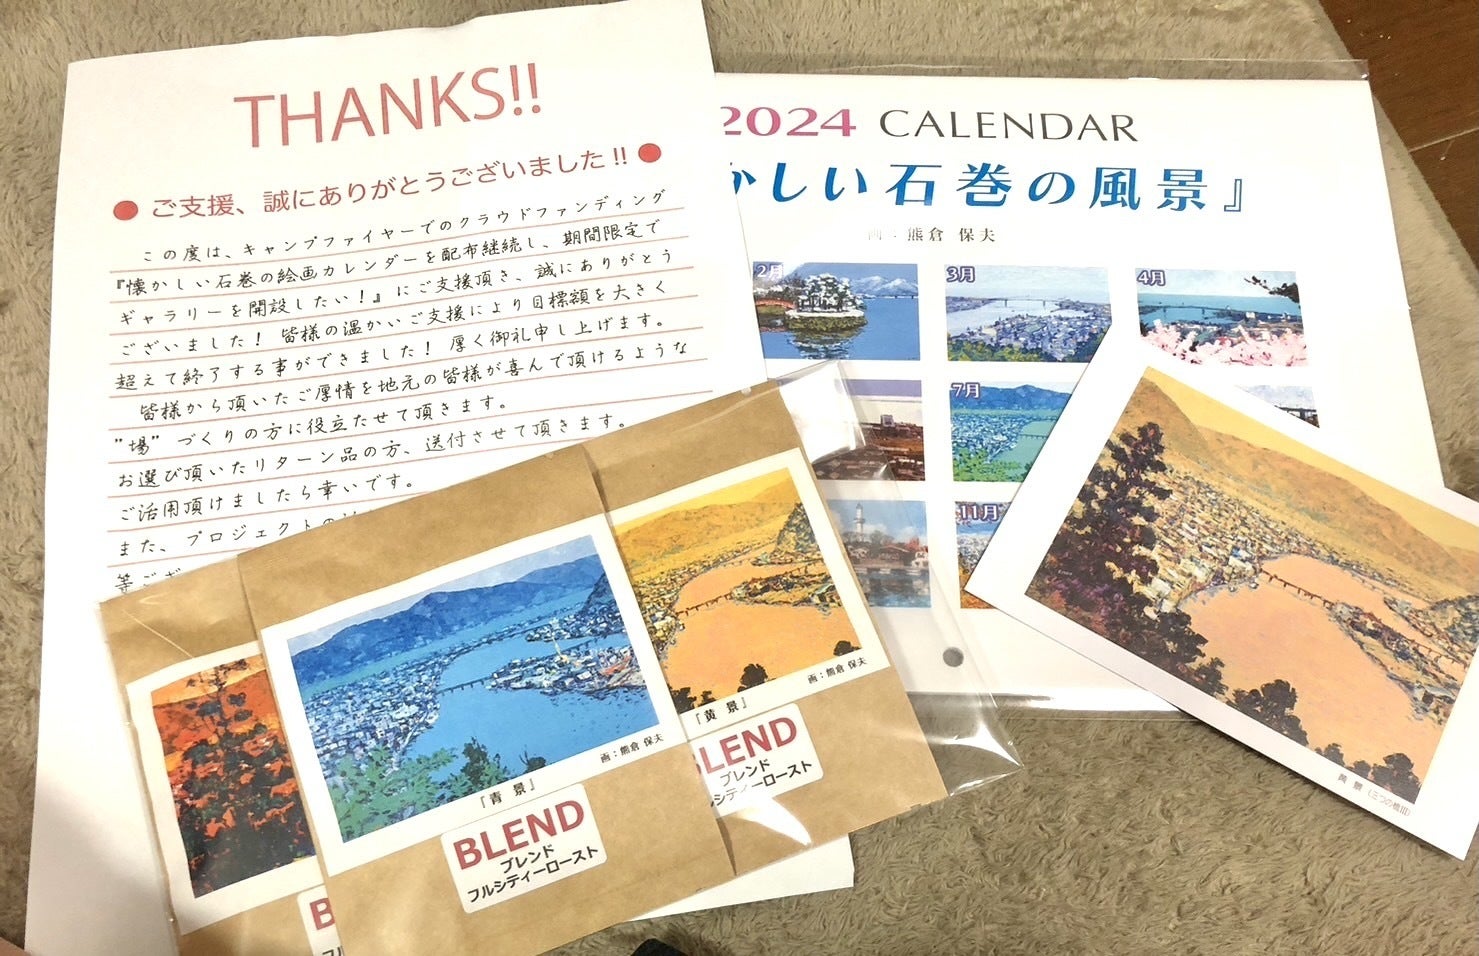 THANKS!!
● ご支援、誠にありがとうございました!! ●
この度は、キャンプファイヤーでのクラウドファンディング
『懐かしい石巻の絵画カレンダーを配布継続し、期間限定で
ギャラリーを開設したい！』にご支援頂き、誠にありがとう
ございました！ 皆様の温かいご支援により目標額を大きく
超えて終了する事ができました！ 厚く御礼申し上げます。
皆様から頂いたご厚情を地元の皆様が喜んで頂けるような
"場" づくりの方に役立たせて頂きます。
お選び頂いたリターン品の方、送付させて頂きます。
ご活用頂けましたら幸いです。
また、プロジェクトの
2024 CALENDAR
かしい石巻の風景』
画：熊倉 保夫
2月
3月
4月
7月
11月
『青景』
画：熊倉 保夫
BLEND
ブレンド
フルシティーロースト
『黄景』
画：熊倉 保夫
BLEND
ブレンド
シティーロースト
B
フル
黄景（三つの橋III）